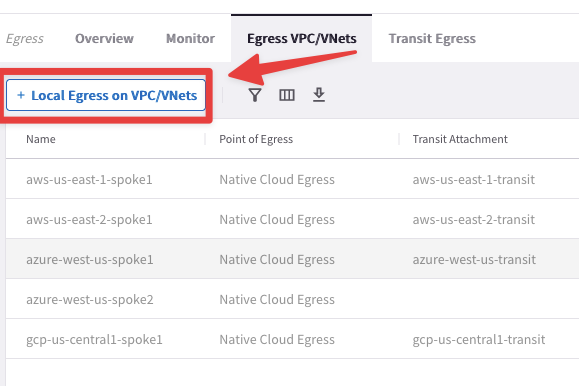 Egress Overview Monitor Egress VPC/VNets Transit Egress
+ Local Egress on VPC/VNets
Name Point of Egress Transit Attachment
aws-us-east-1-spoke1 Native Cloud Egress aws-us-east-1-transit
aws-us-east-2-spoke1 Native Cloud Egress aws-us-east-2-transit
azure-west-us-spoke1 Native Cloud Egress azure-west-us-transit
azure-west-us-spoke2 Native Cloud Egress
gcp-us-central1-spoke1 Native Cloud Egress gcp-us-central1-transit